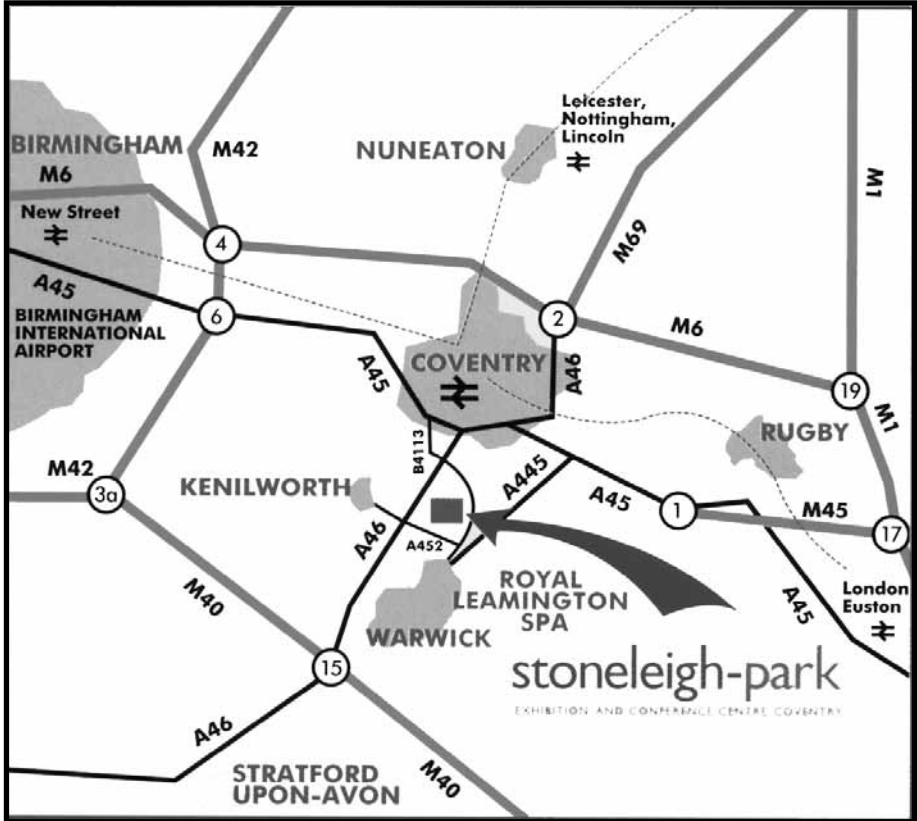 Leicester,
Nottingham,
Lincoln
BIRMINGHAM
M42
NUNEATON
M6
M1
New Street
4
M69
A45
BIRMINGHAM
INTERNATIONAL
AIRPORT
6
2
M6
A45
COVENTRY
A46
19
M1
RUGBY
B4113
A445
M42
3a
KENILWORTH
A45
1
M45
17
A46
A452
M40
ROYAL
LEAMINGTON
SPA
A45
London
Euston
WARWICK
15
stoneleigh-park
EXHIBITION AND CONFERENCE CENTRE COVENTRY
A46
M40
STRATFORD
UPON-AVON